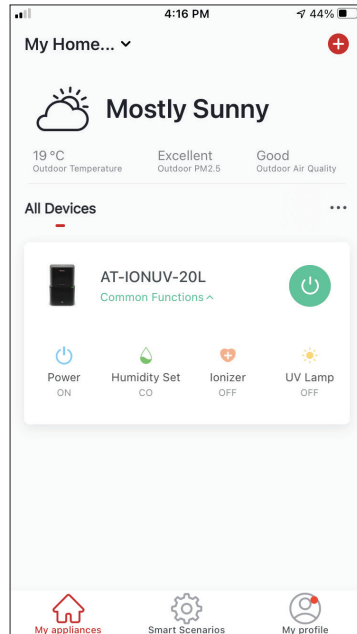 4:16 PM 44%
My Home...
Mostly Sunny
19 °C Excellent Good
Outdoor Temperature Outdoor PM2.5 Outdoor Air Quality
All Devices
AT-IONUV-20L
Common Functions
Power Humidity Set Ionizer UV Lamp
ON CO OFF OFF
My appliances Smart Scenarios My profile